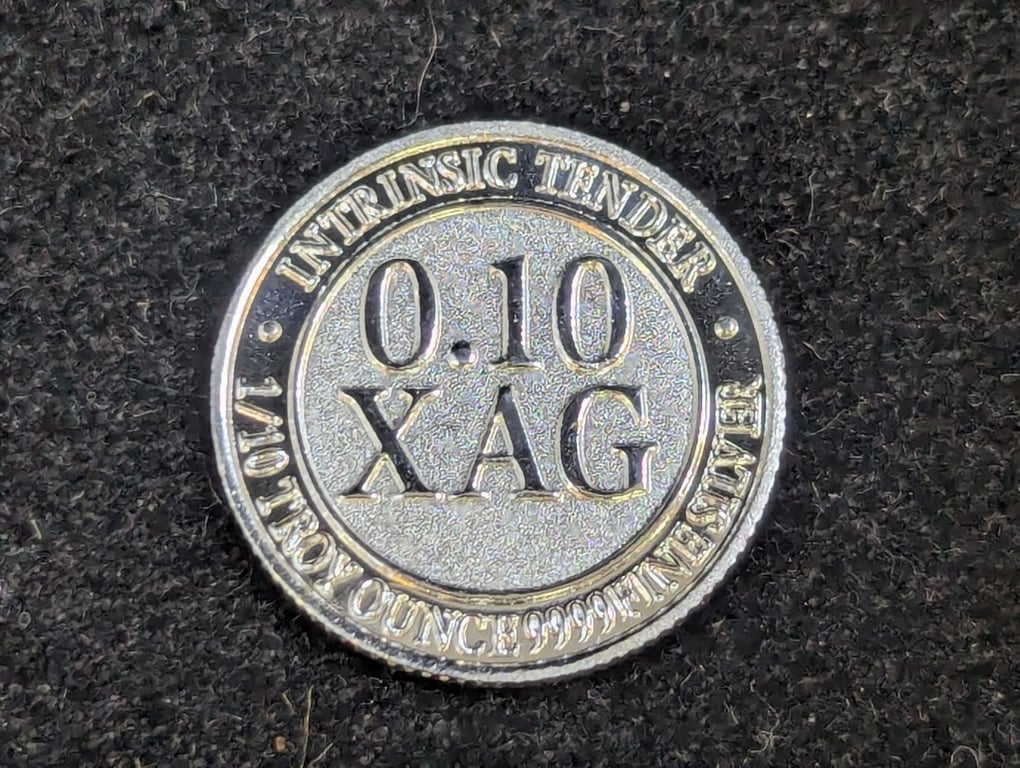 INTRINSIC TENDER
0.10
XAG
1/10 TROY OUNCE 9999 FINE SILVER